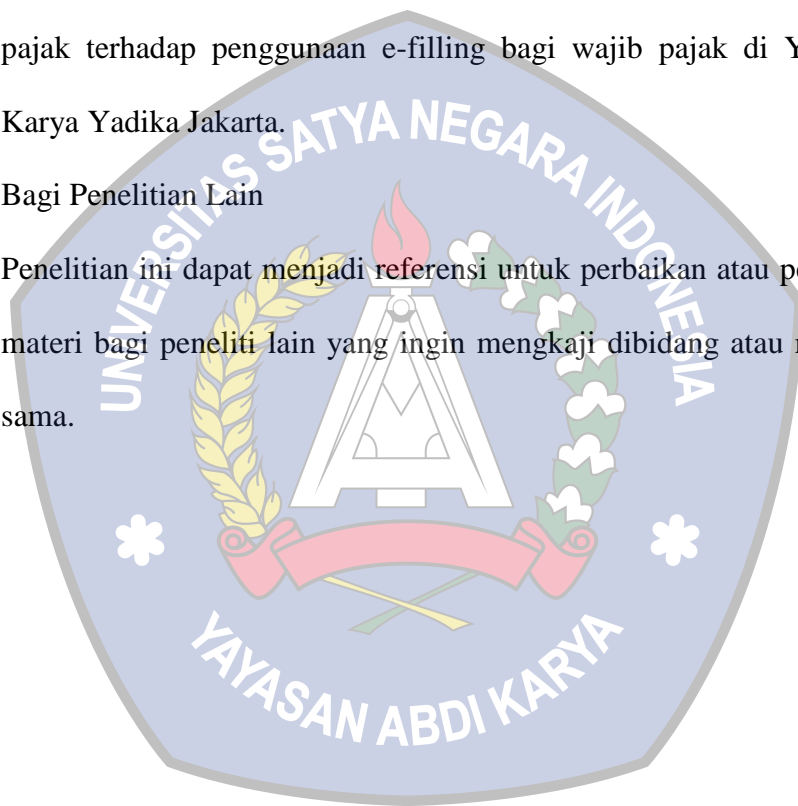 pajak terhadap penggunaan e-filling bagi wajib pajak di
Karya Yadika Jakarta.
Bagi Penelitian Lain
Penelitian ini dapat menjadi referensi untuk perbaikan atau
materi bagi peneliti lain yang ingin mengkaji dibidang atau
sama.
UNIVERSITAS SATYA NEGARA INDONESIA
YAYASAN ABDI KARYA